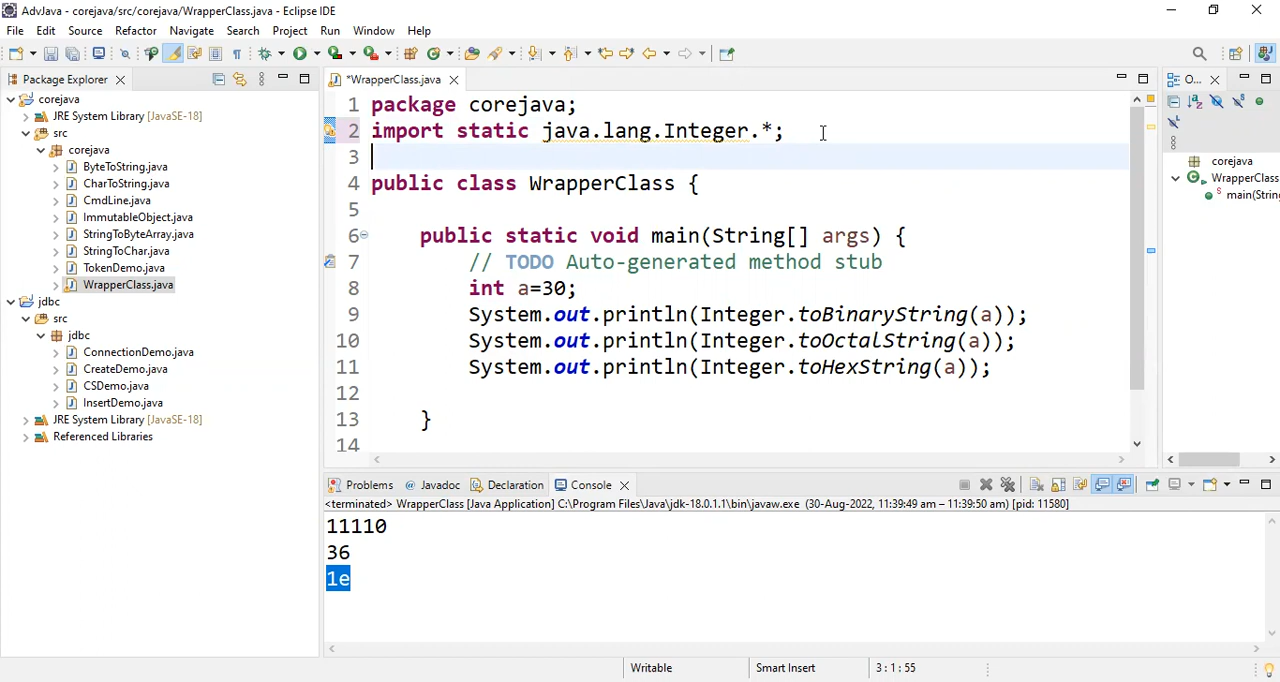 AdvJava - corejava/src/corejava/WrapperClass.java - Eclipse IDE
File Edit Source Refactor Navigate Search Project Run Window Help
Package Explorer
corejava
JRE System Library [JavaSE-18]
src
corejava
ByteToString.java
CharToString.java
CmdLine.java
ImmutableObject.java
StringToByteArray.java
StringToChar.java
TokenDemo.java
WrapperClass.java
jdbc
src
jdbc
ConnectionDemo.java
CreateDemo.java
CSDemo.java
InsertDemo.java
JRE System Library [JavaSE-18]
Referenced Libraries
*WrapperClass.java
1 package corejava;
2 import static java.lang.Integer.*;
3
4 public class WrapperClass {
5
6 public static void main(String[] args) {
7 // TODO Auto-generated method stub
8 int a=30;
9 System.out.println(Integer.toBinaryString(a));
10 System.out.println(Integer.toOctalString(a));
11 System.out.println(Integer.toHexString(a));
12
13 }
14
O...
corejava
WrapperClass
main(String
Problems Javadoc Declaration Console
<terminated> WrapperClass [Java Application] C:\Program Files\Java\jdk-18.0.1.1\bin\javaw.exe (30-Aug-2022, 11:39:49 am – 11:39:50 am) [pid: 11580]
11110
36
1e
Writable Smart Insert 3 : 1 : 55